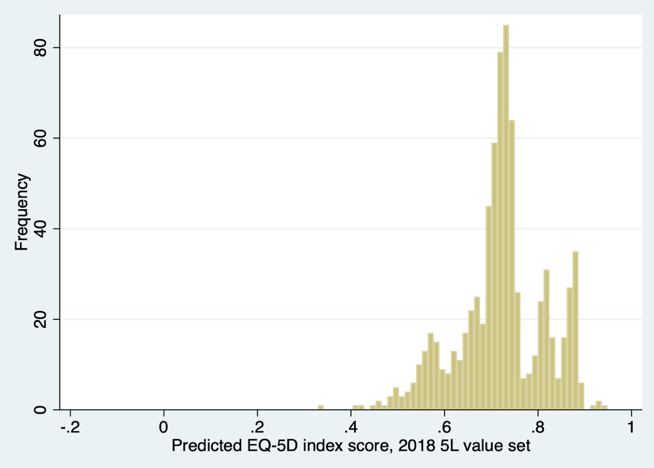 Frequency
80
60
40
20
0
-.2 0 .2 .4 .6 .8 1
Predicted EQ-5D index score, 2018 5L value set